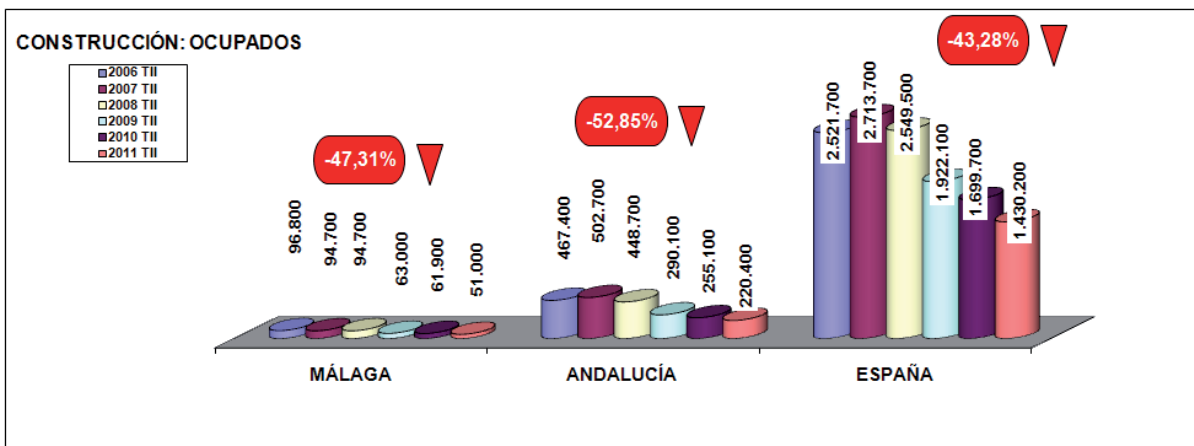 CONSTRUCCIÓN: OCUPADOS
2006 TII
2007 TII
2008 TII
2009 TII
2010 TII
2011 TII
-47,31%
-52,85%
-43,28%
96.800
94.700
94.700
63.000
61.900
51.000
467.400
502.700
448.700
290.100
255.100
220.400
2.521.700
2.713.700
2.549.500
1.922.100
1.699.700
1.430.200
MÁLAGA
ANDALUCÍA
ESPAÑA